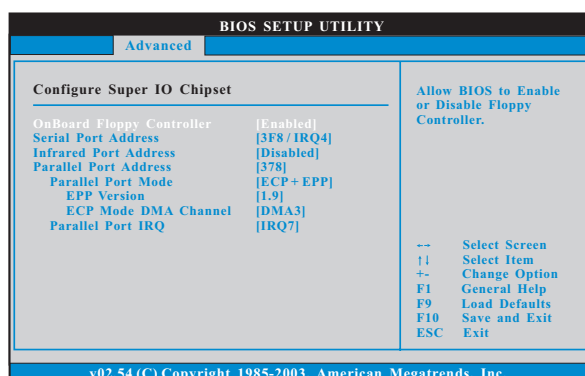 BIOS SETUP UTILITY
Advanced
Configure Super IO Chipset
OnBoard Floppy Controller [Enabled]
Serial Port Address [3F8 / IRQ4]
Infrared Port Address [Disabled]
Parallel Port Address [378]
Parallel Port Mode [ECP + EPP]
EPP Version [1.9]
ECP Mode DMA Channel [DMA3]
Parallel Port IRQ [IRQ7]
Allow BIOS to Enable
or Disable Floppy
Controller.
←→ Select Screen
↑↓ Select Item
+- Change Option
F1 General Help
F9 Load Defaults
F10 Save and Exit
ESC Exit
v02.54 (C) Copyright 1985-2003, American Megatrends, Inc.